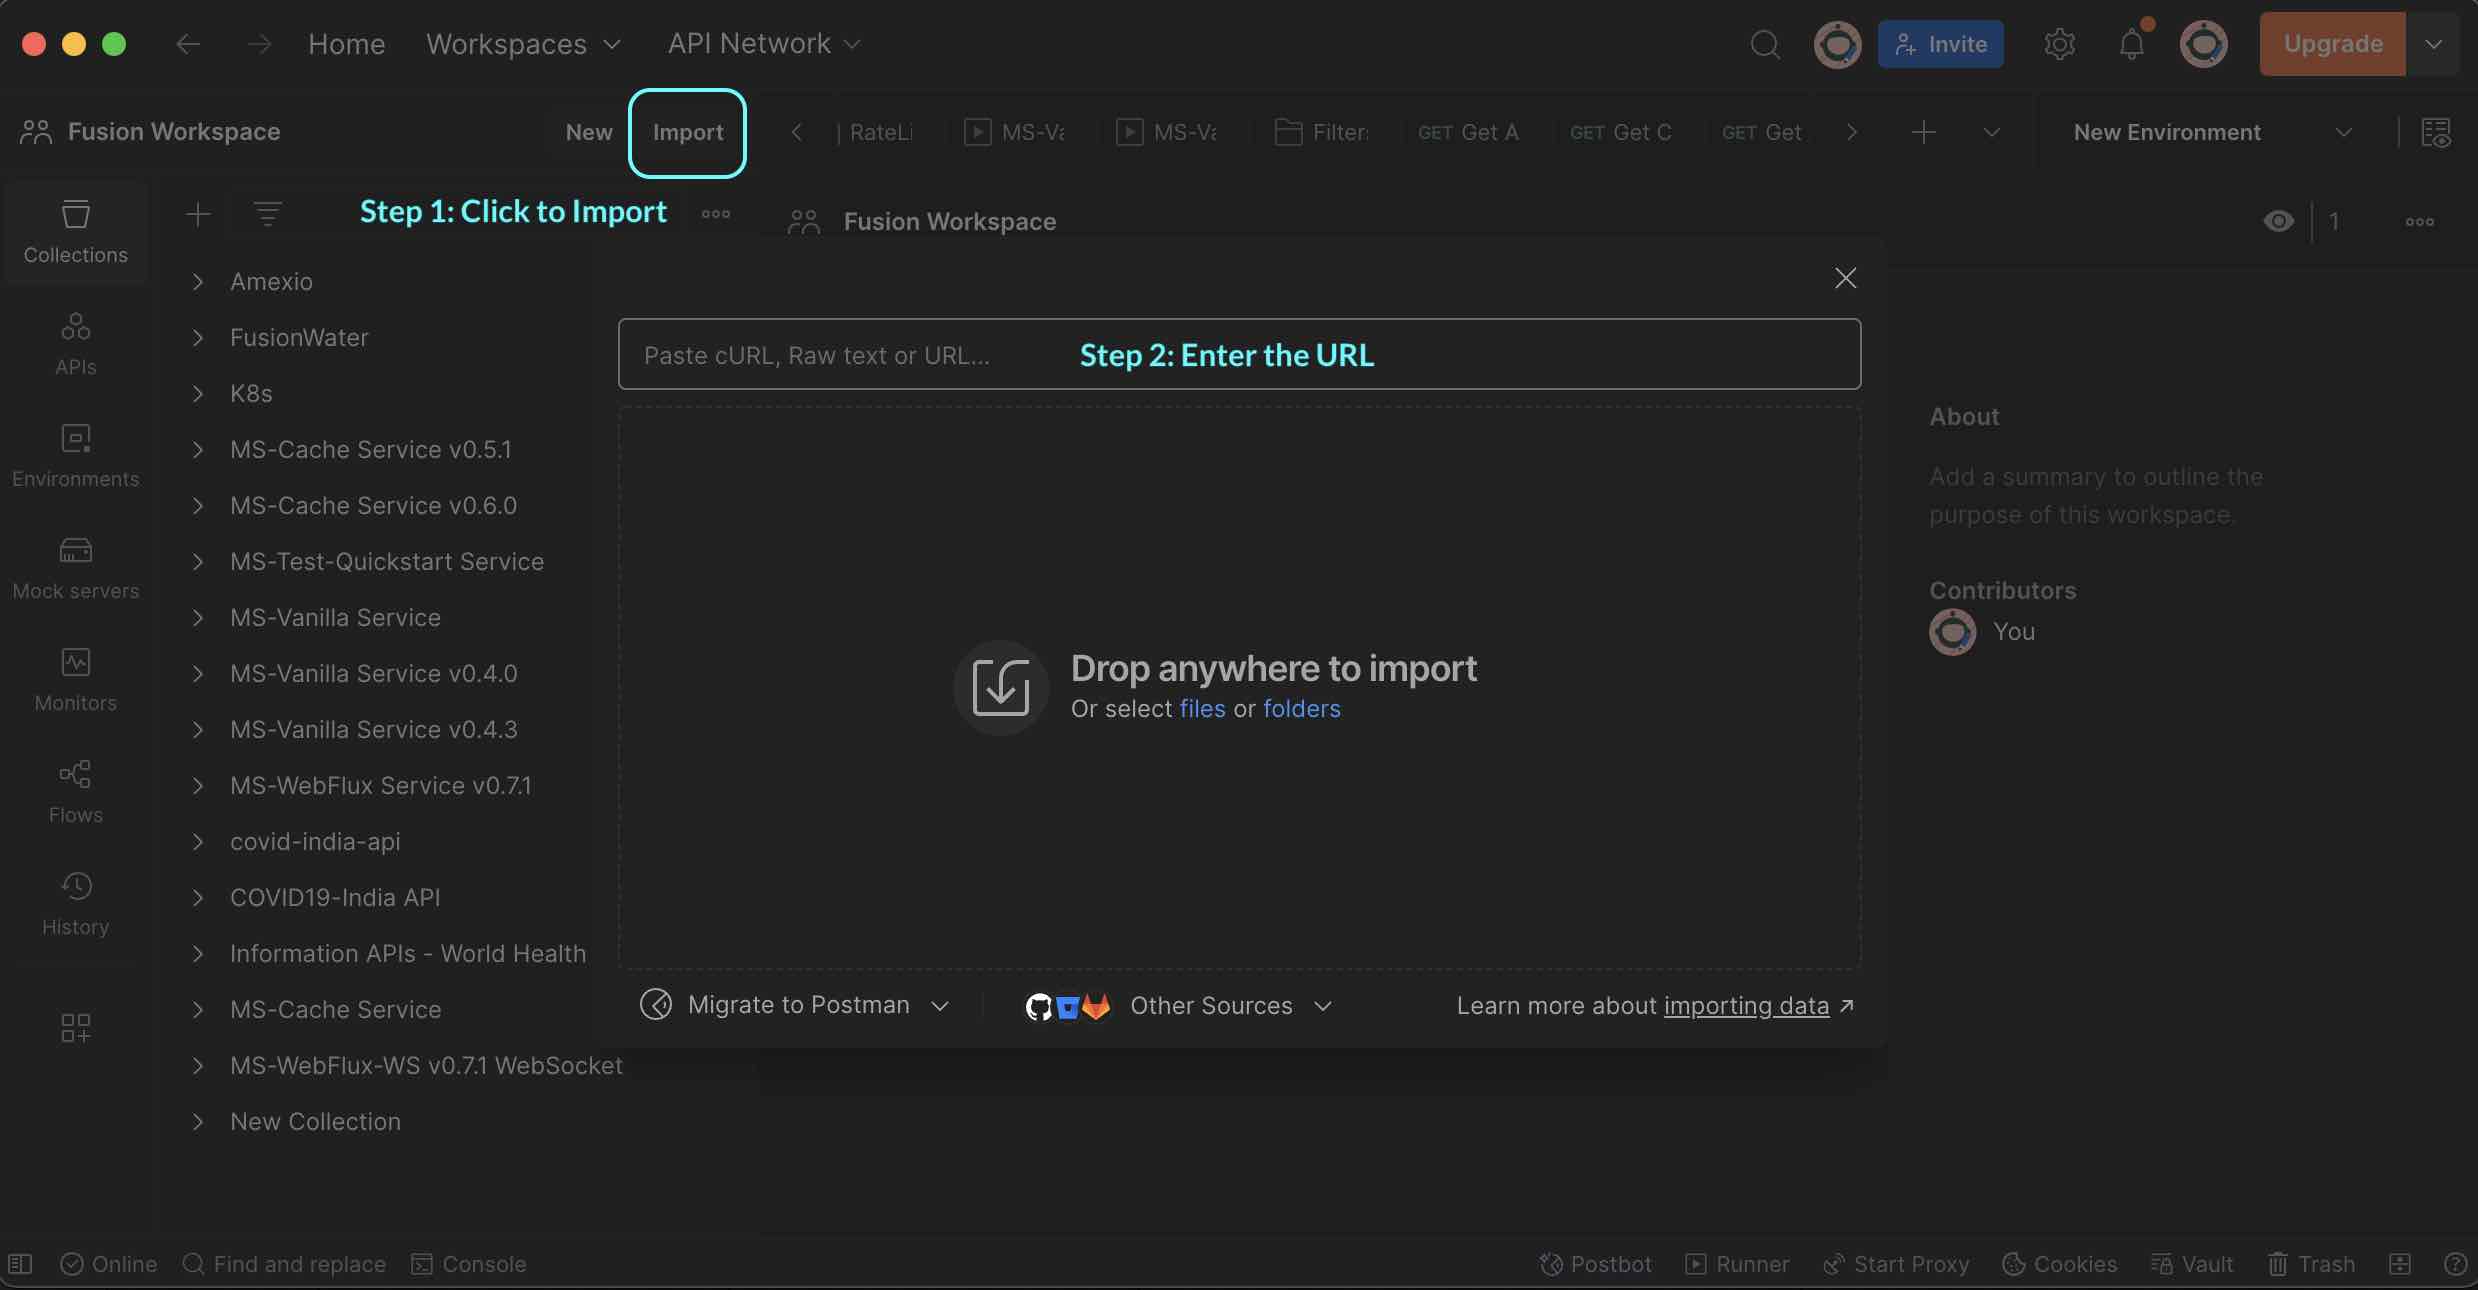 Home Workspaces API Network Invite Upgrade
Fusion Workspace New Import RateLi MS-Va MS-Va Filter GET Get A GET Get C GET Get New Environment
Step 1: Click to Import
Fusion Workspace 1
Collections
APIs
Environments
Mock servers
Monitors
Flows
History
Amexio
FusionWater
K8s
MS-Cache Service v0.5.1
MS-Cache Service v0.6.0
MS-Test-Quickstart Service
MS-Vanilla Service
MS-Vanilla Service v0.4.0
MS-Vanilla Service v0.4.3
MS-WebFlux Service v0.7.1
covid-india-api
COVID19-India API
Information APIs - World Health
MS-Cache Service
MS-WebFlux-WS v0.7.1 WebSocket
New Collection
Paste cURL, Raw text or URL...
Step 2: Enter the URL
Drop anywhere to import
Or select files or folders
Migrate to Postman Other Sources Learn more about importing data
About
Add a summary to outline the
purpose of this workspace.
Contributors
You
Online Find and replace Console Postbot Runner Start Proxy Cookies Vault Trash